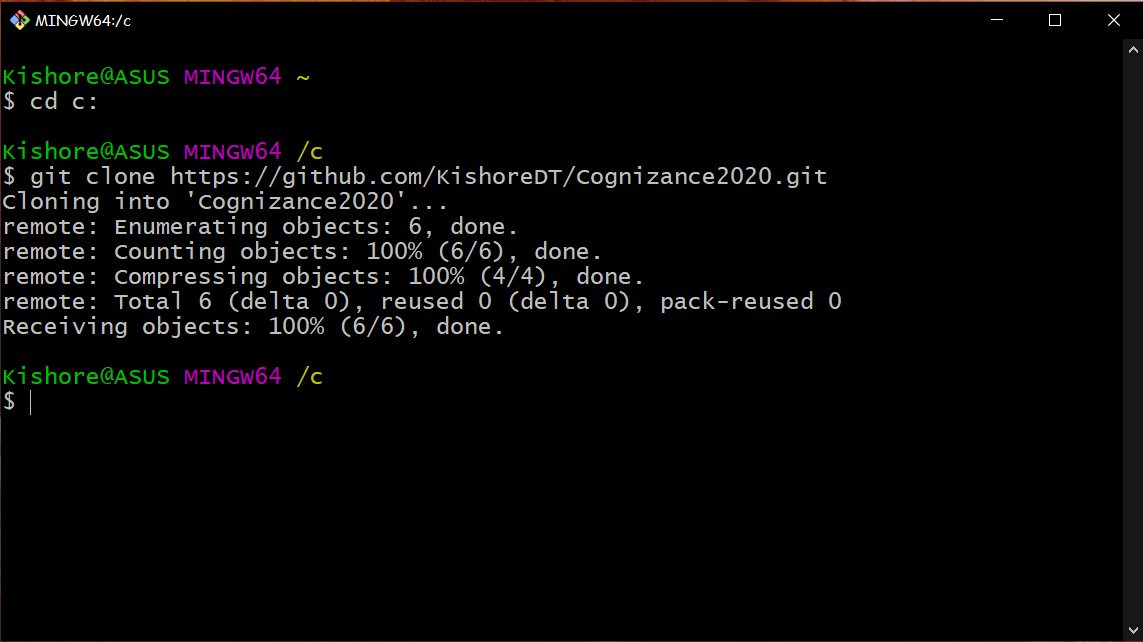 MINGW64:/c
Kishore@ASUS MINGW64 ~
$ cd c:
Kishore@ASUS MINGW64 /c
$ git clone https://github.com/KishoreDT/Cognizance2020.git
Cloning into 'Cognizance2020'...
remote: Enumerating objects: 6, done.
remote: Counting objects: 100% (6/6), done.
remote: Compressing objects: 100% (4/4), done.
remote: Total 6 (delta 0), reused 0 (delta 0), pack-reused 0
Receiving objects: 100% (6/6), done.
Kishore@ASUS MINGW64 /c
$